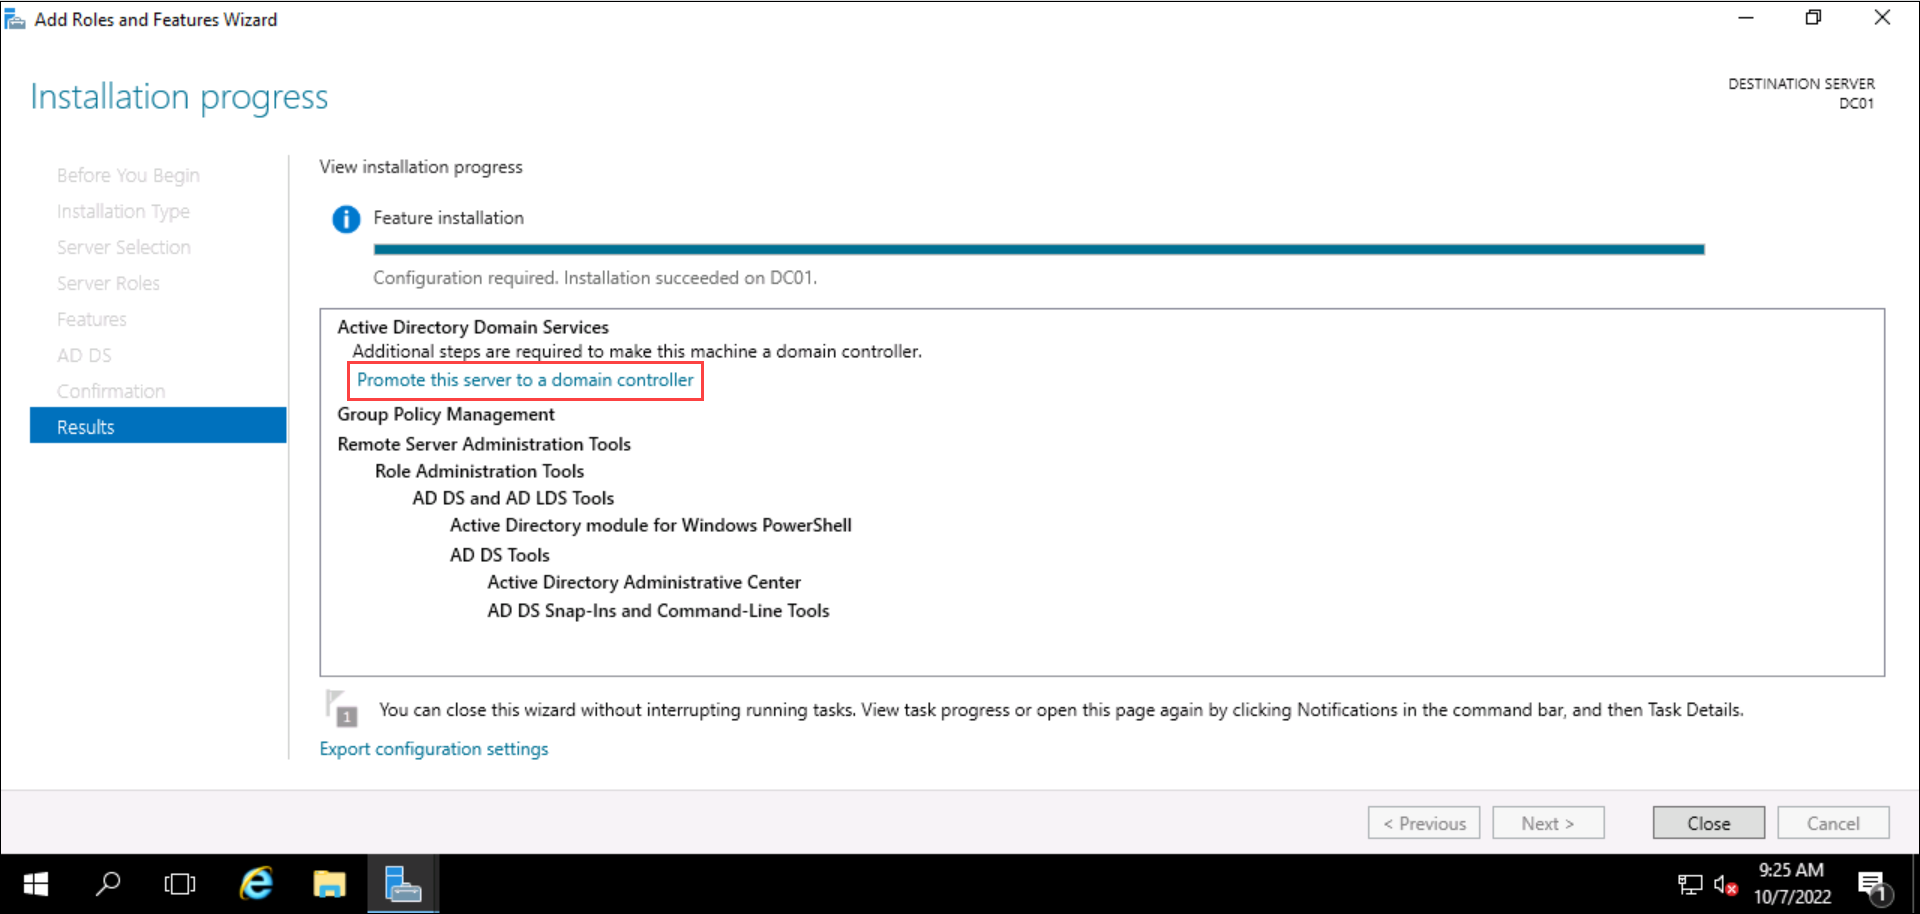 Add Roles and Features Wizard
Installation progress
DESTINATION SERVER
DC01
Before You Begin
Installation Type
Server Selection
Server Roles
Features
AD DS
Confirmation
Results
View installation progress
Feature installation
Configuration required. Installation succeeded on DC01.
Active Directory Domain Services
Additional steps are required to make this machine a domain controller.
Promote this server to a domain controller
Group Policy Management
Remote Server Administration Tools
Role Administration Tools
AD DS and AD LDS Tools
Active Directory module for Windows PowerShell
AD DS Tools
Active Directory Administrative Center
AD DS Snap-Ins and Command-Line Tools
1
You can close this wizard without interrupting running tasks. View task progress or open this page again by clicking Notifications in the command bar, and then Task Details.
Export configuration settings
< Previous
Next >
Close
Cancel
9:25 AM
10/7/2022
1